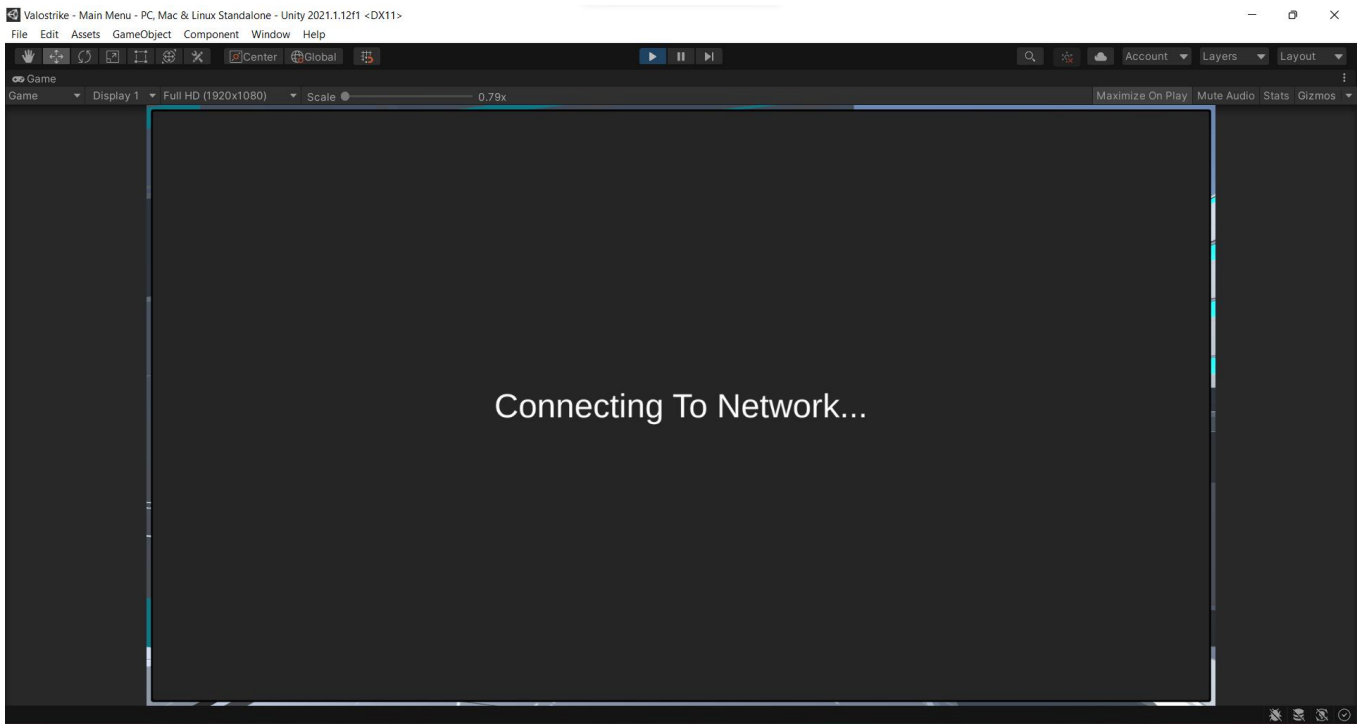 Valostrike - Main Menu - PC, Mac & Linux Standalone - Unity 2021.1.12f1 <DX11>
File Edit Assets GameObject Component Window Help
Center Global Account Layers Layout
Game
Game Display 1 Full HD (1920x1080) Scale 0.79x Maximize On Play Mute Audio Stats Gizmos
Connecting To Network...